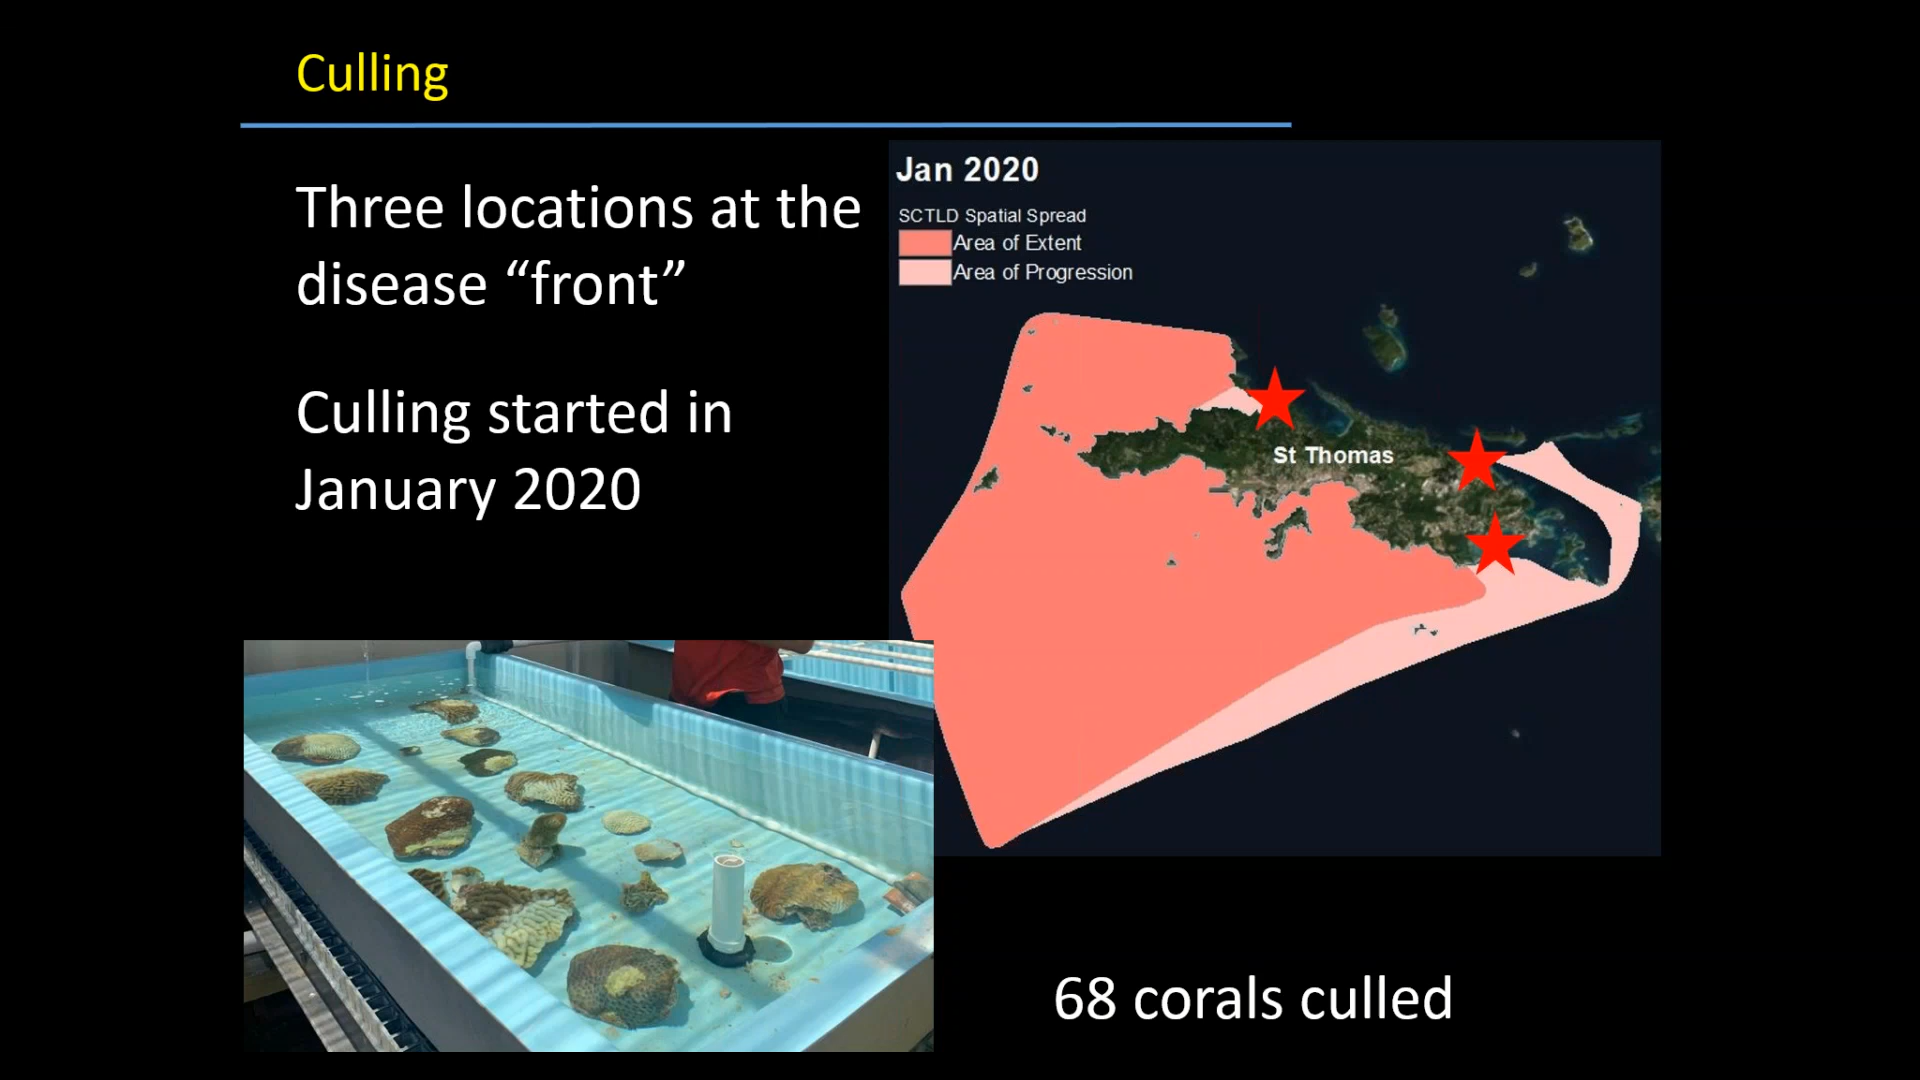 Culling
Three locations at the
disease “front”
Culling started in
January 2020
Jan 2020
SCTLD Spatial Spread
Area of Extent
Area of Progression
St Thomas
68 corals culled